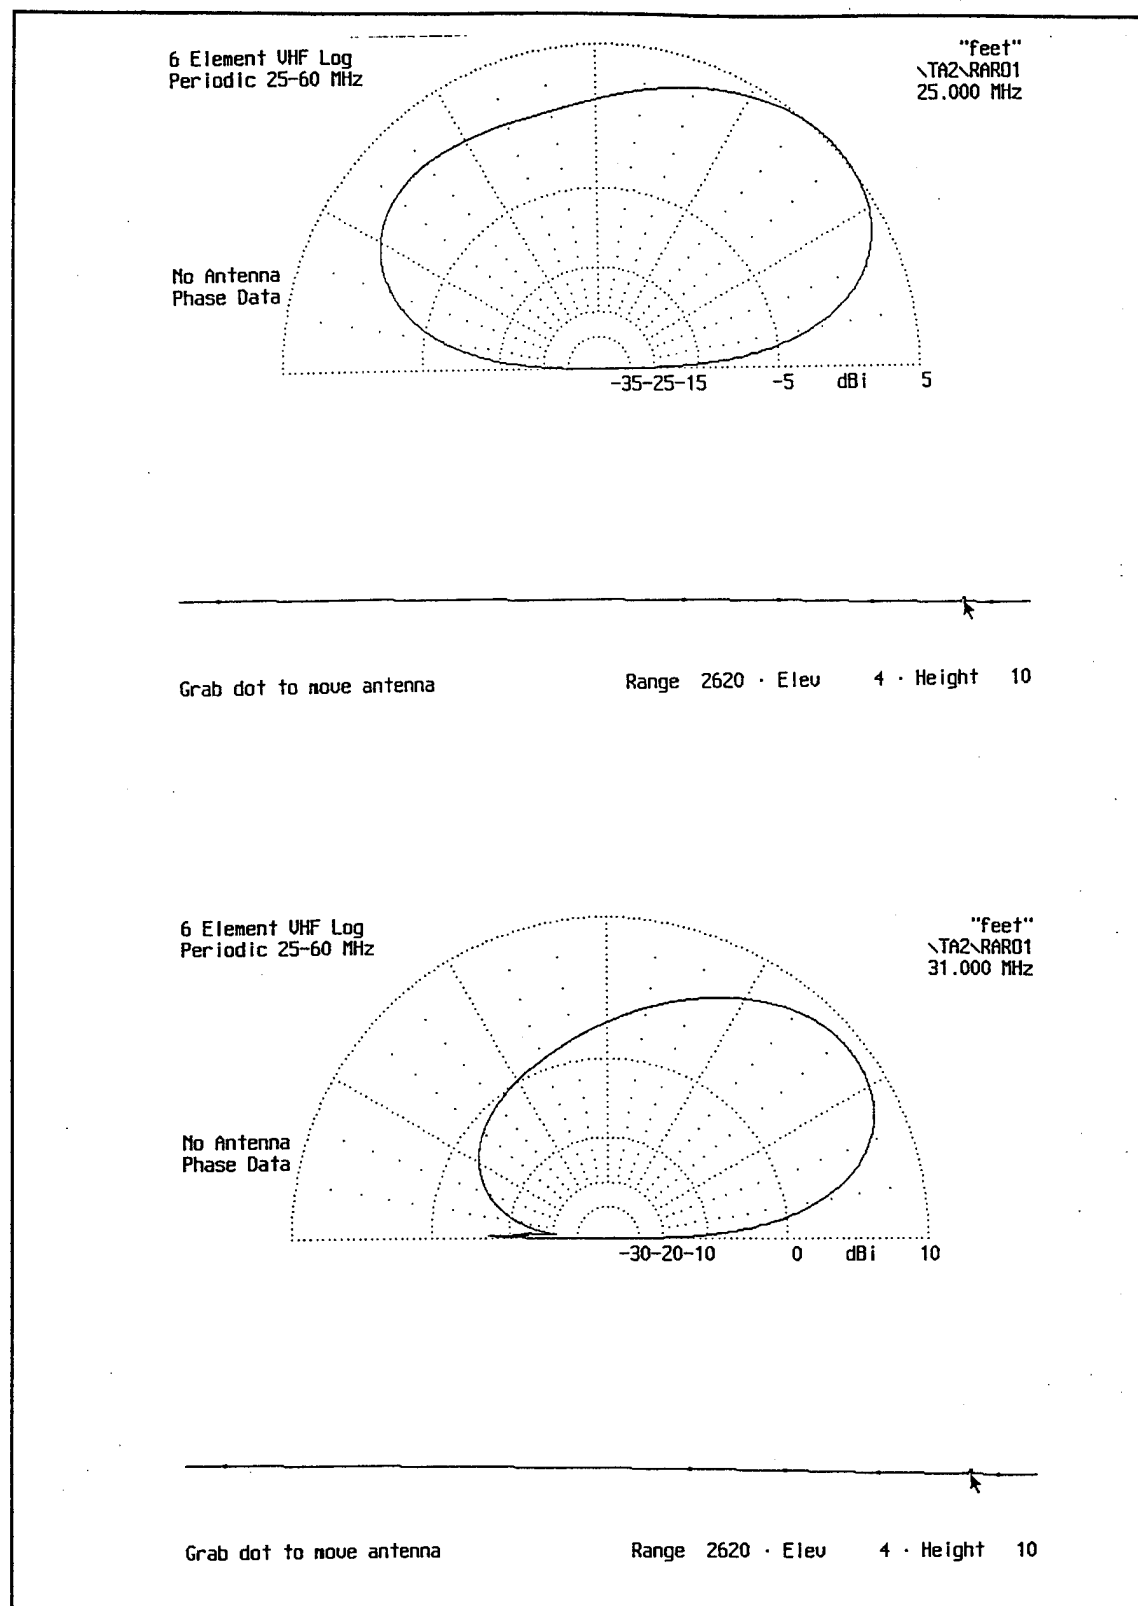 6 Element VHF Log
Periodic 25-60 MHz
"feet"
\TA2\RARO1
25.000 MHz
No Antenna
Phase Data
-35-25-15 -5 dBi 5
Grab dot to move antenna
Range 2620 · Elev 4 · Height 10
6 Element VHF Log
Periodic 25-60 MHz
"feet"
\TA2\RARO1
31.000 MHz
No Antenna
Phase Data
-30-20-10 0 dBi 10
Grab dot to move antenna
Range 2620 · Elev 4 · Height 10